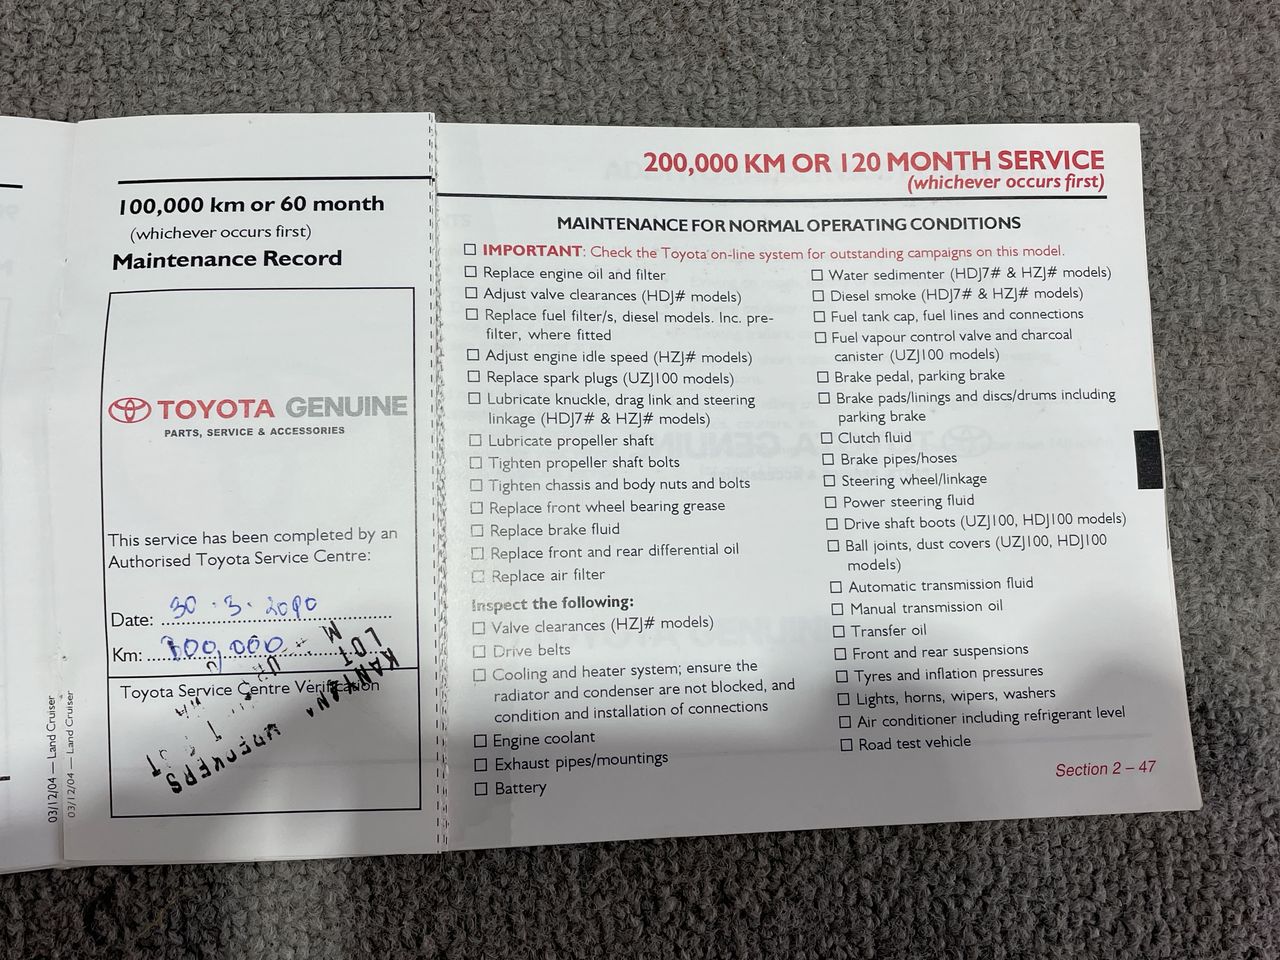 100,000 km or 60 month
(whichever occurs first)
Maintenance Record
TOYOTA GENUINE
PARTS, SERVICE & ACCESSORIES
This service has been completed by an
Authorised Toyota Service Centre:
Date: 30.3.2010
Km: 100,000
Toyota Service Centre Verification
LOT
WRECKERS
03/12/04 — Land Cruiser
03/12/04 — Land Cruiser
200,000 KM OR 120 MONTH SERVICE
(whichever occurs first)
MAINTENANCE FOR NORMAL OPERATING CONDITIONS
☐ IMPORTANT: Check the Toyota on-line system for outstanding campaigns on this model.
☐ Replace engine oil and filter
☐ Adjust valve clearances (HDJ# models)
☐ Replace fuel filter/s, diesel models. Inc. pre-
filter, where fitted
☐ Adjust engine idle speed (HZJ# models)
☐ Replace spark plugs (UZJ100 models)
☐ Lubricate knuckle, drag link and steering
linkage (HDJ7# & HZJ# models)
☐ Lubricate propeller shaft
☐ Tighten propeller shaft bolts
☐ Tighten chassis and body nuts and bolts
☐ Replace front wheel bearing grease
☐ Replace brake fluid
☐ Replace front and rear differential oil
☐ Replace air filter
Inspect the following:
☐ Valve clearances (HZJ# models)
☐ Drive belts
☐ Cooling and heater system; ensure the
radiator and condenser are not blocked, and
condition and installation of connections
☐ Engine coolant
☐ Exhaust pipes/mountings
☐ Battery
☐ Water sedimenter (HDJ7# & HZJ# models)
☐ Diesel smoke (HDJ7# & HZJ# models)
☐ Fuel tank cap, fuel lines and connections
☐ Fuel vapour control valve and charcoal
canister (UZJ100 models)
☐ Brake pedal, parking brake
☐ Brake pads/linings and discs/drums including
parking brake
☐ Clutch fluid
☐ Brake pipes/hoses
☐ Steering wheel/linkage
☐ Power steering fluid
☐ Drive shaft boots (UZJ100, HDJ100 models)
☐ Ball joints, dust covers (UZJ100, HDJ100
models)
☐ Automatic transmission fluid
☐ Manual transmission oil
☐ Transfer oil
☐ Front and rear suspensions
☐ Tyres and inflation pressures
☐ Lights, horns, wipers, washers
☐ Air conditioner including refrigerant level
☐ Road test vehicle
Section 2 – 47